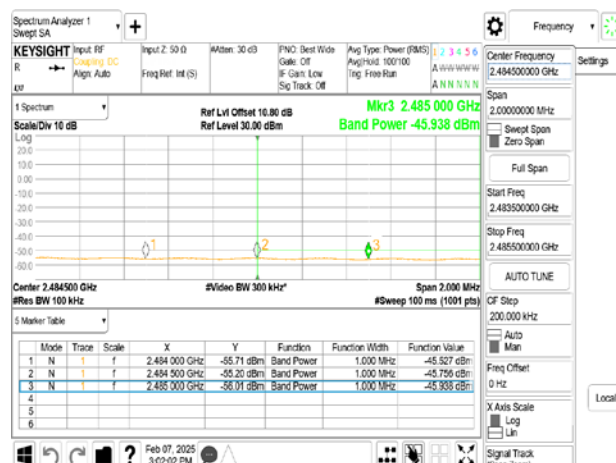 Spectrum Analyzer 1
Swept SA
+
Frequency
KEYSIGHT
R
Input: RF
Coupling: DC
Align: Auto
Input Z: 50 Ω
Freq Ref: Int (S)
#Atten: 30 dB
PNO: Best Wide
Gate: Off
IF Gain: Low
Sig Track: Off
Avg Type: Power (RMS)
Avg|Hold: 100/100
Trig: Free Run
1 2 3 4 5 6
A W W W W W
A N N N N N
1 Spectrum
Scale/Div 10 dB
Ref Lvl Offset 10.80 dB
Ref Level 30.00 dBm
Mkr3 2.485 000 GHz
Band Power -45.938 dBm
Log
20.0
10.0
0.00
-10.0
-20.0
-30.0
-40.0
-50.0
-60.0
1
2
3
Center 2.484500 GHz
#Res BW 100 kHz
#Video BW 300 kHz*
Span 2.000 MHz
#Sweep 100 ms (1001 pts)
5 Marker Table
Mode Trace Scale X Y Function Function Width Function Value
1 N 1 f 2.484 000 GHz -55.71 dBm Band Power 1.000 MHz -45.527 dBm
2 N 1 f 2.484 500 GHz -55.20 dBm Band Power 1.000 MHz -45.756 dBm
3 N 1 f 2.485 000 GHz -56.01 dBm Band Power 1.000 MHz -45.938 dBm
4
5
6
Feb 07, 2025
3:02:02 PM
?
Center Frequency
2.484500000 GHz
Settings
Span
2.00000000 MHz
Swept Span
Zero Span
Full Span
Start Freq
2.483500000 GHz
Stop Freq
2.485500000 GHz
AUTO TUNE
CF Step
200.000 kHz
Auto
Man
Freq Offset
0 Hz
Local
X Axis Scale
Log
Lin
Signal Track